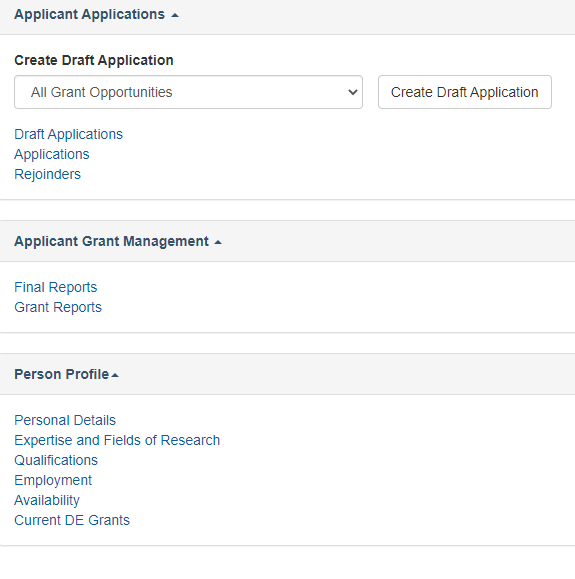 Applicant Applications
Create Draft Application
All Grant Opportunities
Create Draft Application
Draft Applications
Applications
Rejoinders
Applicant Grant Management
Final Reports
Grant Reports
Person Profile
Personal Details
Expertise and Fields of Research
Qualifications
Employment
Availability
Current DE Grants